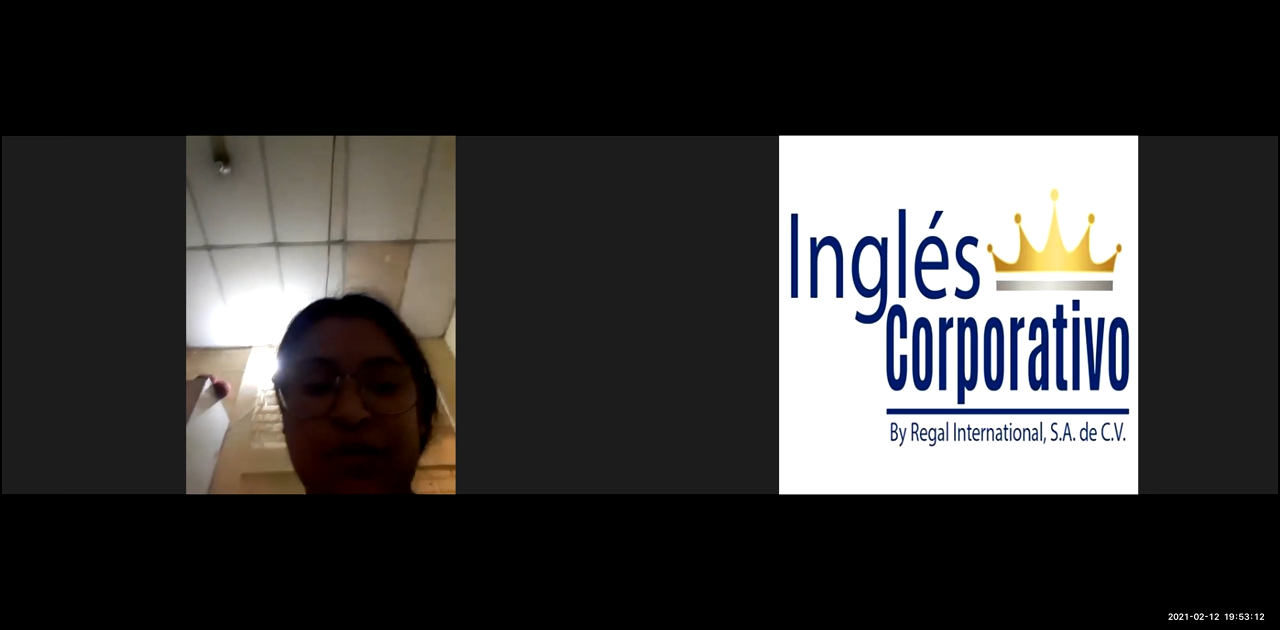 Inglés
Corporativo
By Regal International, S.A. de C.V.
2021-02-12 19:53:12